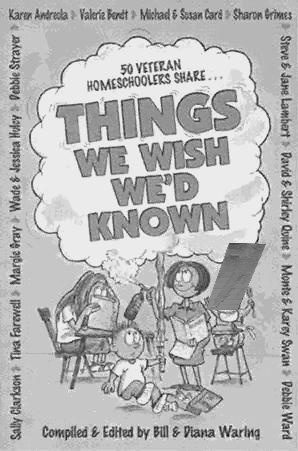 Karen Andreola Valerie Bendt Michael & Susan Card Sharon Grimes
Steve & Jane Lambert David & Shirley Quine Monte & Karey Swan Debbie Ward
Sally Clarkson Tina Farewell Margie Gray Wade & Jessica Hulcy Debbie Strayer
50 VETERAN
HOMESCHOOLERS SHARE...
THINGS
WE WISH
WE'D
KNOWN
Compiled & Edited by Bill & Diana Waring